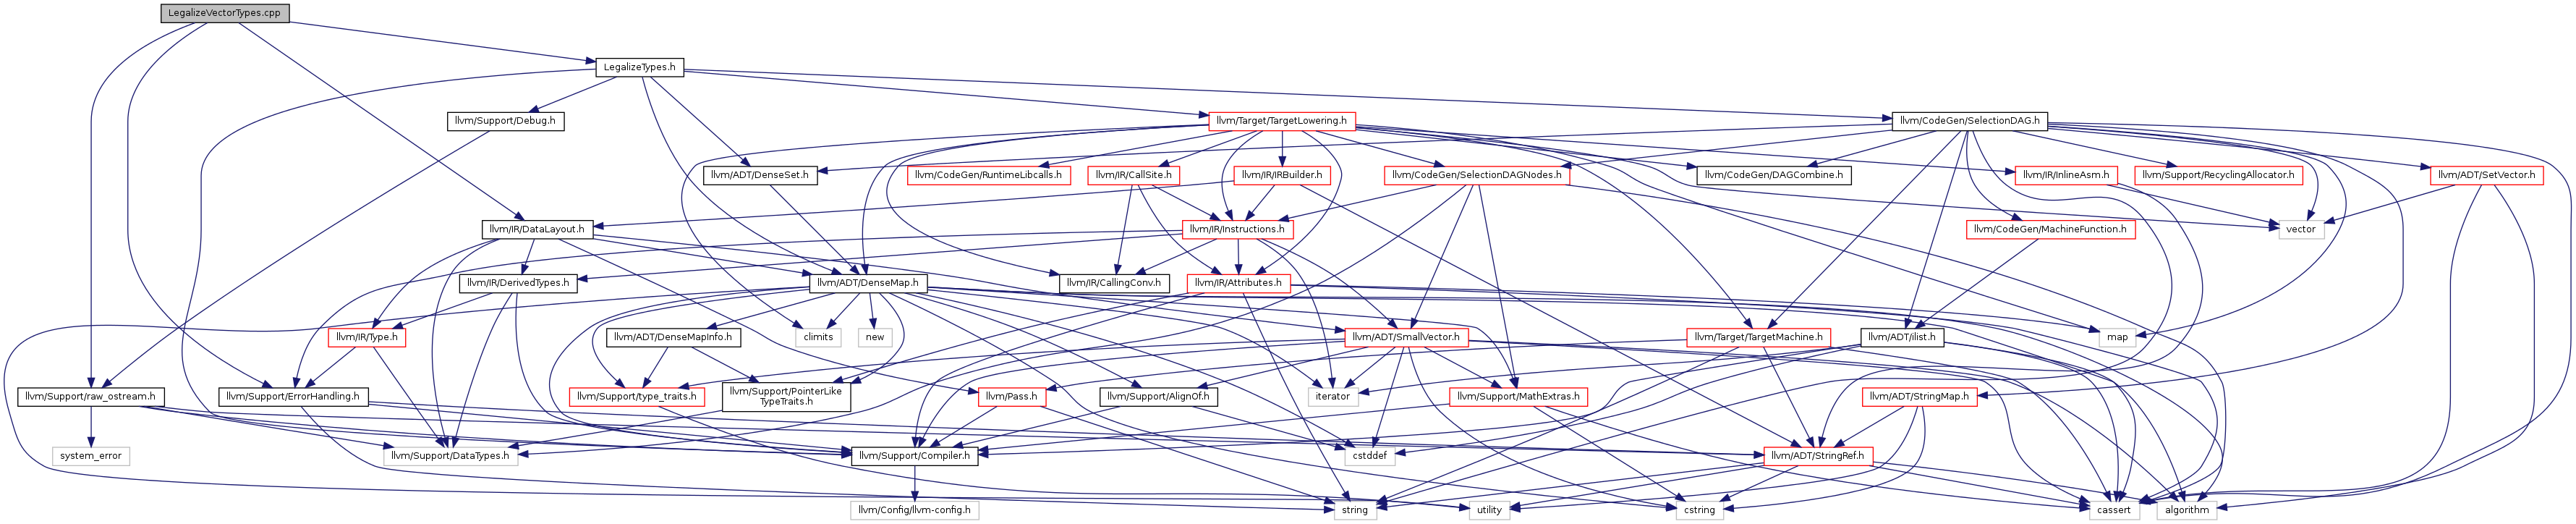 LegalizeVectorTypes.cpp
LegalizeTypes.h
llvm/Support/Debug.h
llvm/Target/TargetLowering.h
llvm/CodeGen/SelectionDAG.h
llvm/ADT/DenseSet.h
llvm/CodeGen/RuntimeLibcalls.h
llvm/IR/CallSite.h
llvm/IR/IRBuilder.h
llvm/CodeGen/SelectionDAGNodes.h
llvm/CodeGen/DAGCombine.h
llvm/IR/InlineAsm.h
llvm/Support/RecyclingAllocator.h
llvm/ADT/SetVector.h
llvm/IR/DataLayout.h
llvm/IR/Instructions.h
llvm/CodeGen/MachineFunction.h
vector
llvm/IR/DerivedTypes.h
llvm/ADT/DenseMap.h
llvm/IR/CallingConv.h
llvm/IR/Attributes.h
llvm/IR/Type.h
llvm/ADT/DenseMapInfo.h
climits
new
llvm/ADT/SmallVector.h
llvm/Target/TargetMachine.h
llvm/ADT/ilist.h
map
llvm/Support/raw_ostream.h
llvm/Support/ErrorHandling.h
llvm/Support/type_traits.h
llvm/Support/PointerLike
TypeTraits.h
llvm/Pass.h
llvm/Support/AlignOf.h
iterator
llvm/Support/MathExtras.h
llvm/ADT/StringMap.h
system_error
llvm/Support/DataTypes.h
llvm/Support/Compiler.h
cstddef
llvm/ADT/StringRef.h
llvm/Config/llvm-config.h
string
utility
cstring
cassert
algorithm